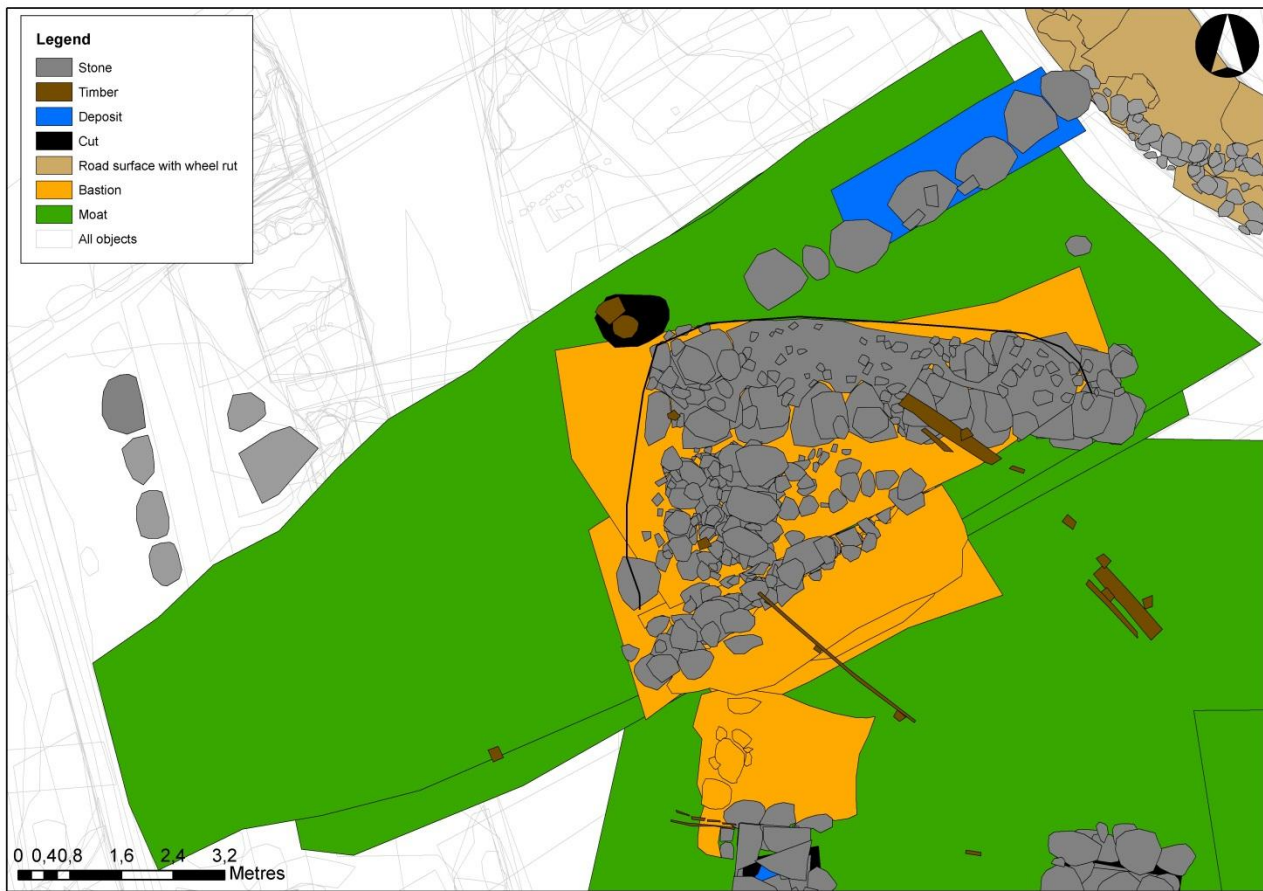 Legend
Stone
Timber
Deposit
Cut
Road surface with wheel rut
Bastion
Moat
All objects
0 0,40,8 1,6 2,4 3,2
Metres